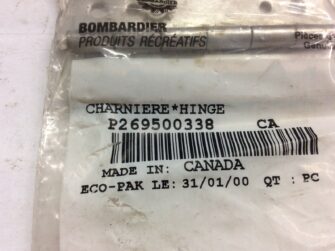 BOMBARDIER
PRODUITS RÉCRÉATIFS
CHARNIERE*HINGE
P269500338 CA
MADE IN: CANADA
ECO-PAK LE: 31/01/00 QT : PC